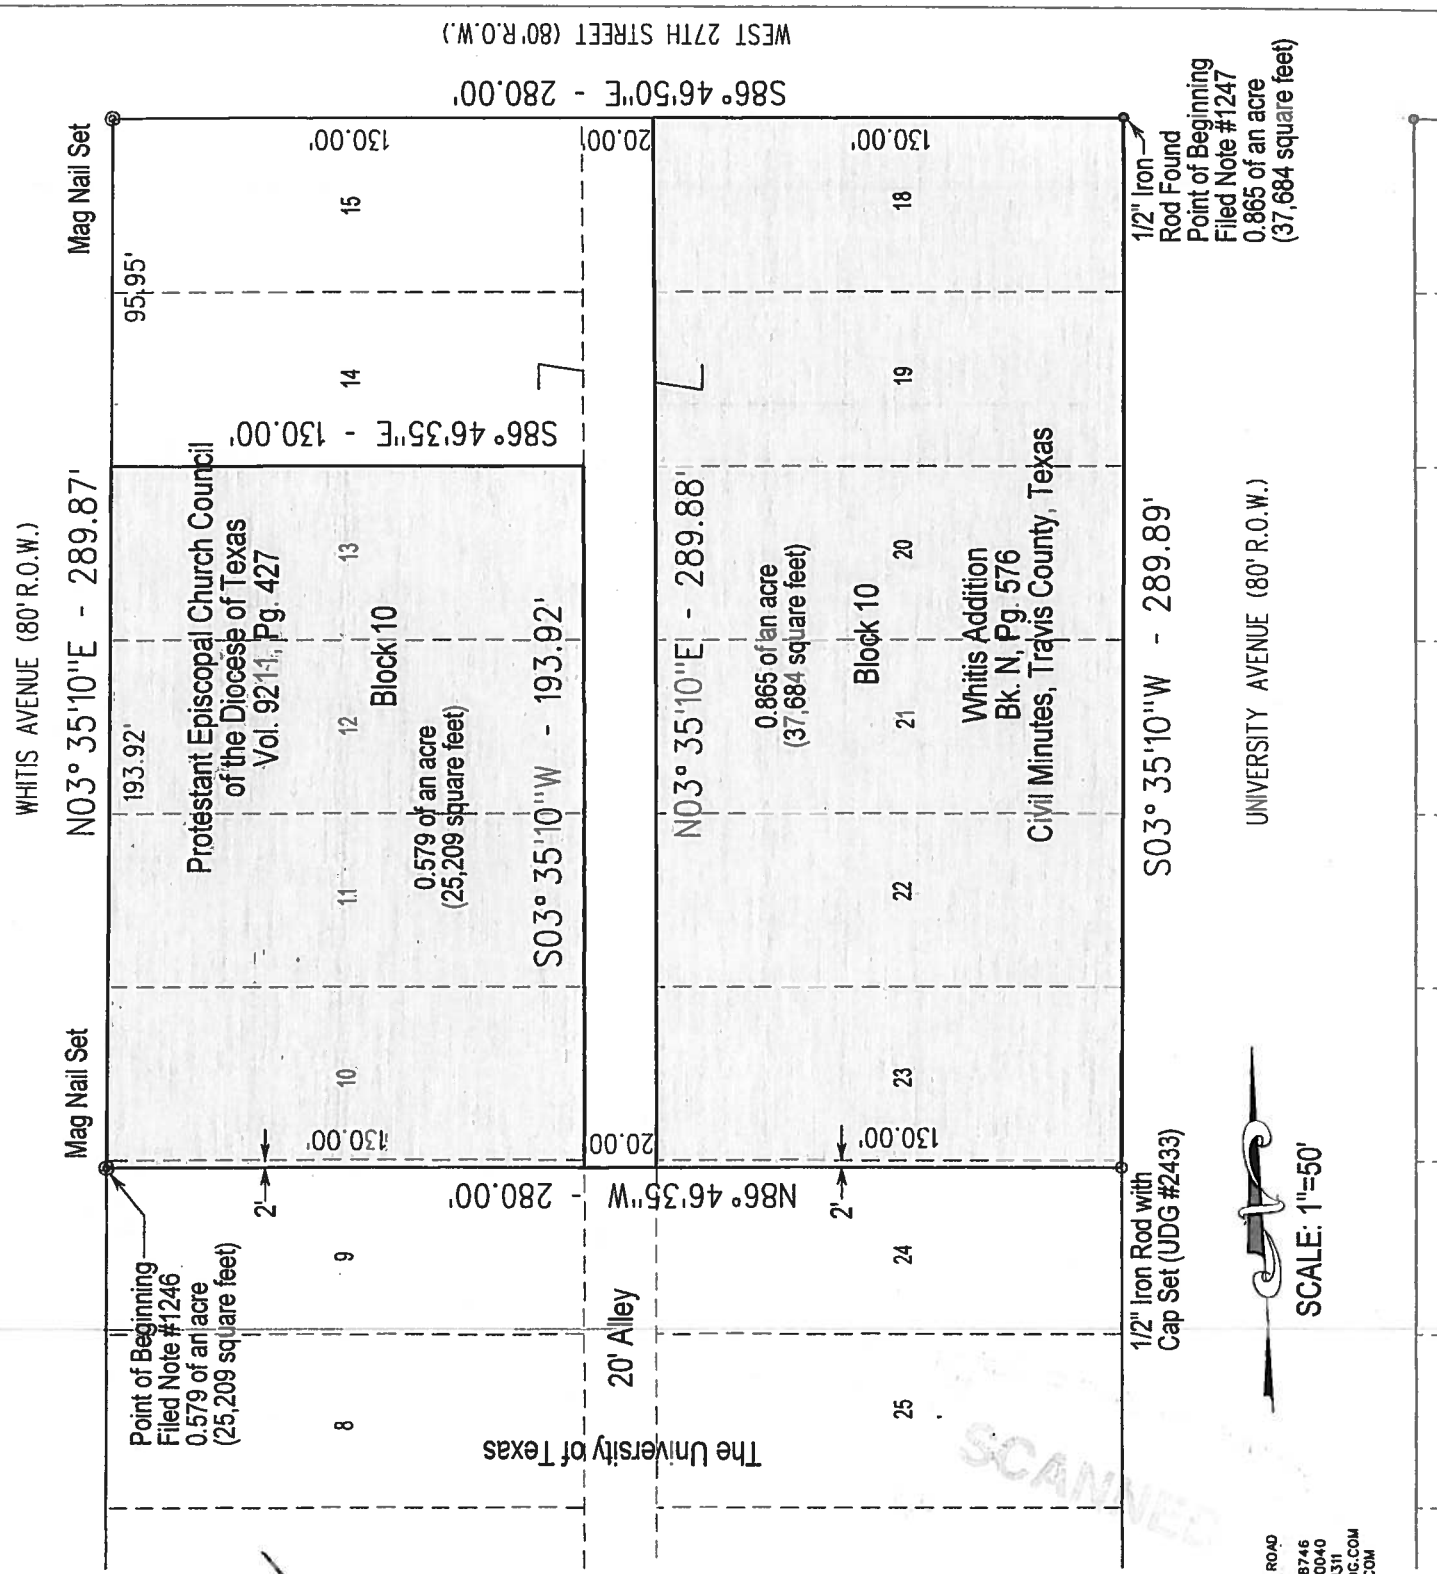 WEST 27TH STREET (80'R.O.W.)
S86°46'50"E - 280.00'
WHITIS AVENUE (80' R.O.W.)
N03° 35'10"E - 289.87'
Mag Nail Set
Mag Nail Set
95.95'
193.92'
130.00'
20.00'
130.00'
15
14
13
12
11
10
9
8
S86°46'35"E - 130.00'
Protestant Episcopal Church Council
of the Diocese of Texas
Vol. 9211, Pg. 427
Block 10
0.579 of an acre
(25,209 square feet)
S03° 35'10"W - 193.92'
N03° 35'10"E - 289.88'
18
19
20
21
22
23
24
25
0.865 of an acre
(37,684 square feet)
Block 10
Whitis Addition
Bk. N, Pg. 576
Civil Minutes, Travis County, Texas
S03° 35'10"W - 289.89'
UNIVERSITY AVENUE (80' R.O.W.)
1/2" Iron
Rod Found
Point of Beginning
Filed Note #1247
0.865 of an acre
(37,684 square feet)
130.00'
20.00'
130.00'
2'
2'
N86°46'35"W - 280.00'
Point of Beginning
Filed Note #1246
0.579 of an acre
(25,209 square feet)
20' Alley
The University of Texas
1/2" Iron Rod with
Cap Set (UDG #2433)
SCALE: 1"=50'
SCANNED
ROAD
8746
0040
311
G.COM
COM